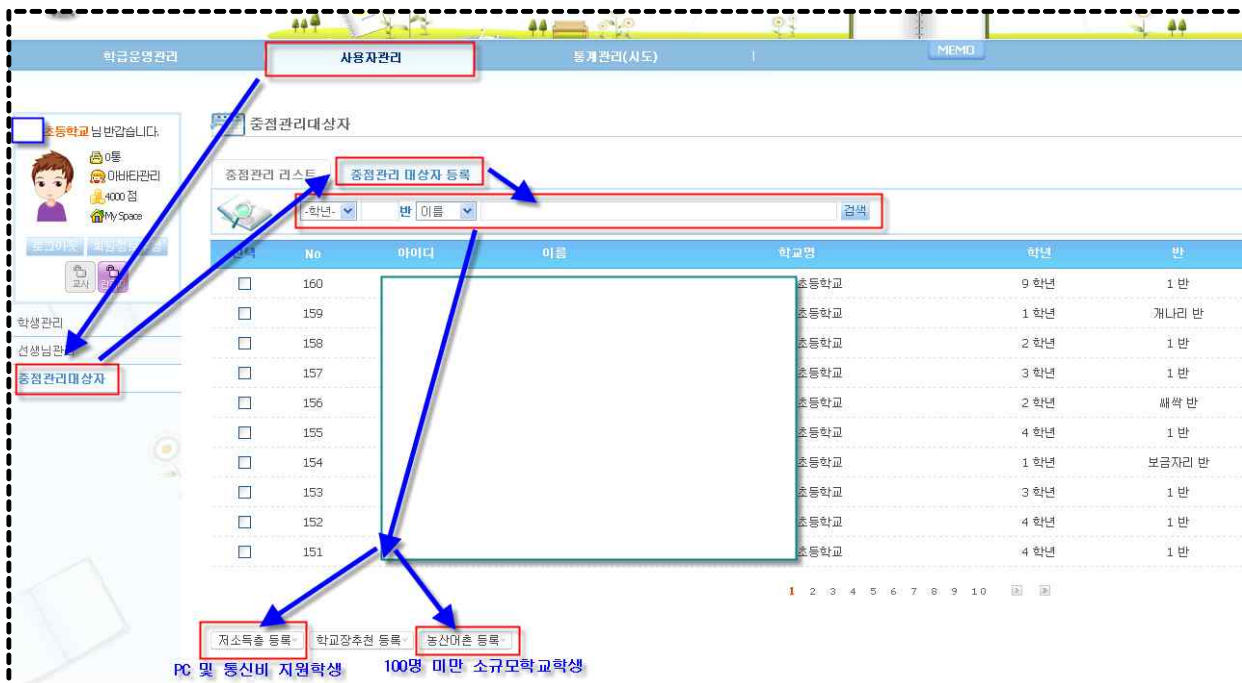 학급운영관리 사용자관리 통계관리(시도) MEMO
초등학교 님 반갑습니다.
0통
아바타관리
4000 점
My Space
로그아웃
교사
학생관리
선생님관리
중점관리대상자
중점관리대상자
중점관리 리스트 중점관리 대상자 등록
-학년- 반 이름 검색
선택 No 아이디 이름 학교명 학년 반
160 초등학교 9 학년 1 반
159 초등학교 1 학년 개나리 반
158 초등학교 2 학년 1 반
157 초등학교 3 학년 1 반
156 초등학교 2 학년 쌔싹 반
155 초등학교 4 학년 1 반
154 초등학교 1 학년 보금자리 반
153 초등학교 3 학년 1 반
152 초등학교 4 학년 1 반
151 초등학교 4 학년 1 반
1 2 3 4 5 6 7 8 9 10
저소득층 등록 학교장추천 등록 농산어촌 등록
PC 및 통신비 지원학생 100명 미만 소규모학교학생